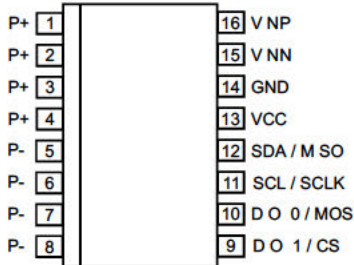 P+ 1 16 V NP
P+ 2 15 V NN
P+ 3 14 GND
P+ 4 13 VCC
P- 5 12 SDA / M SO
P- 6 11 SCL / SCLK
P- 7 10 D O 0 / MOS
P- 8 9 D O 1 / CS